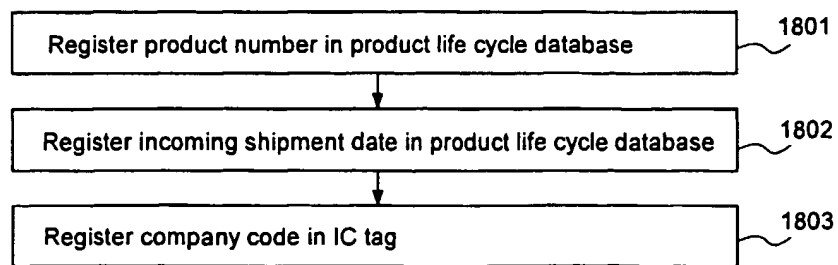 Register product number in product life cycle database
1801
Register incoming shipment date in product life cycle database
1802
Register company code in IC tag
1803